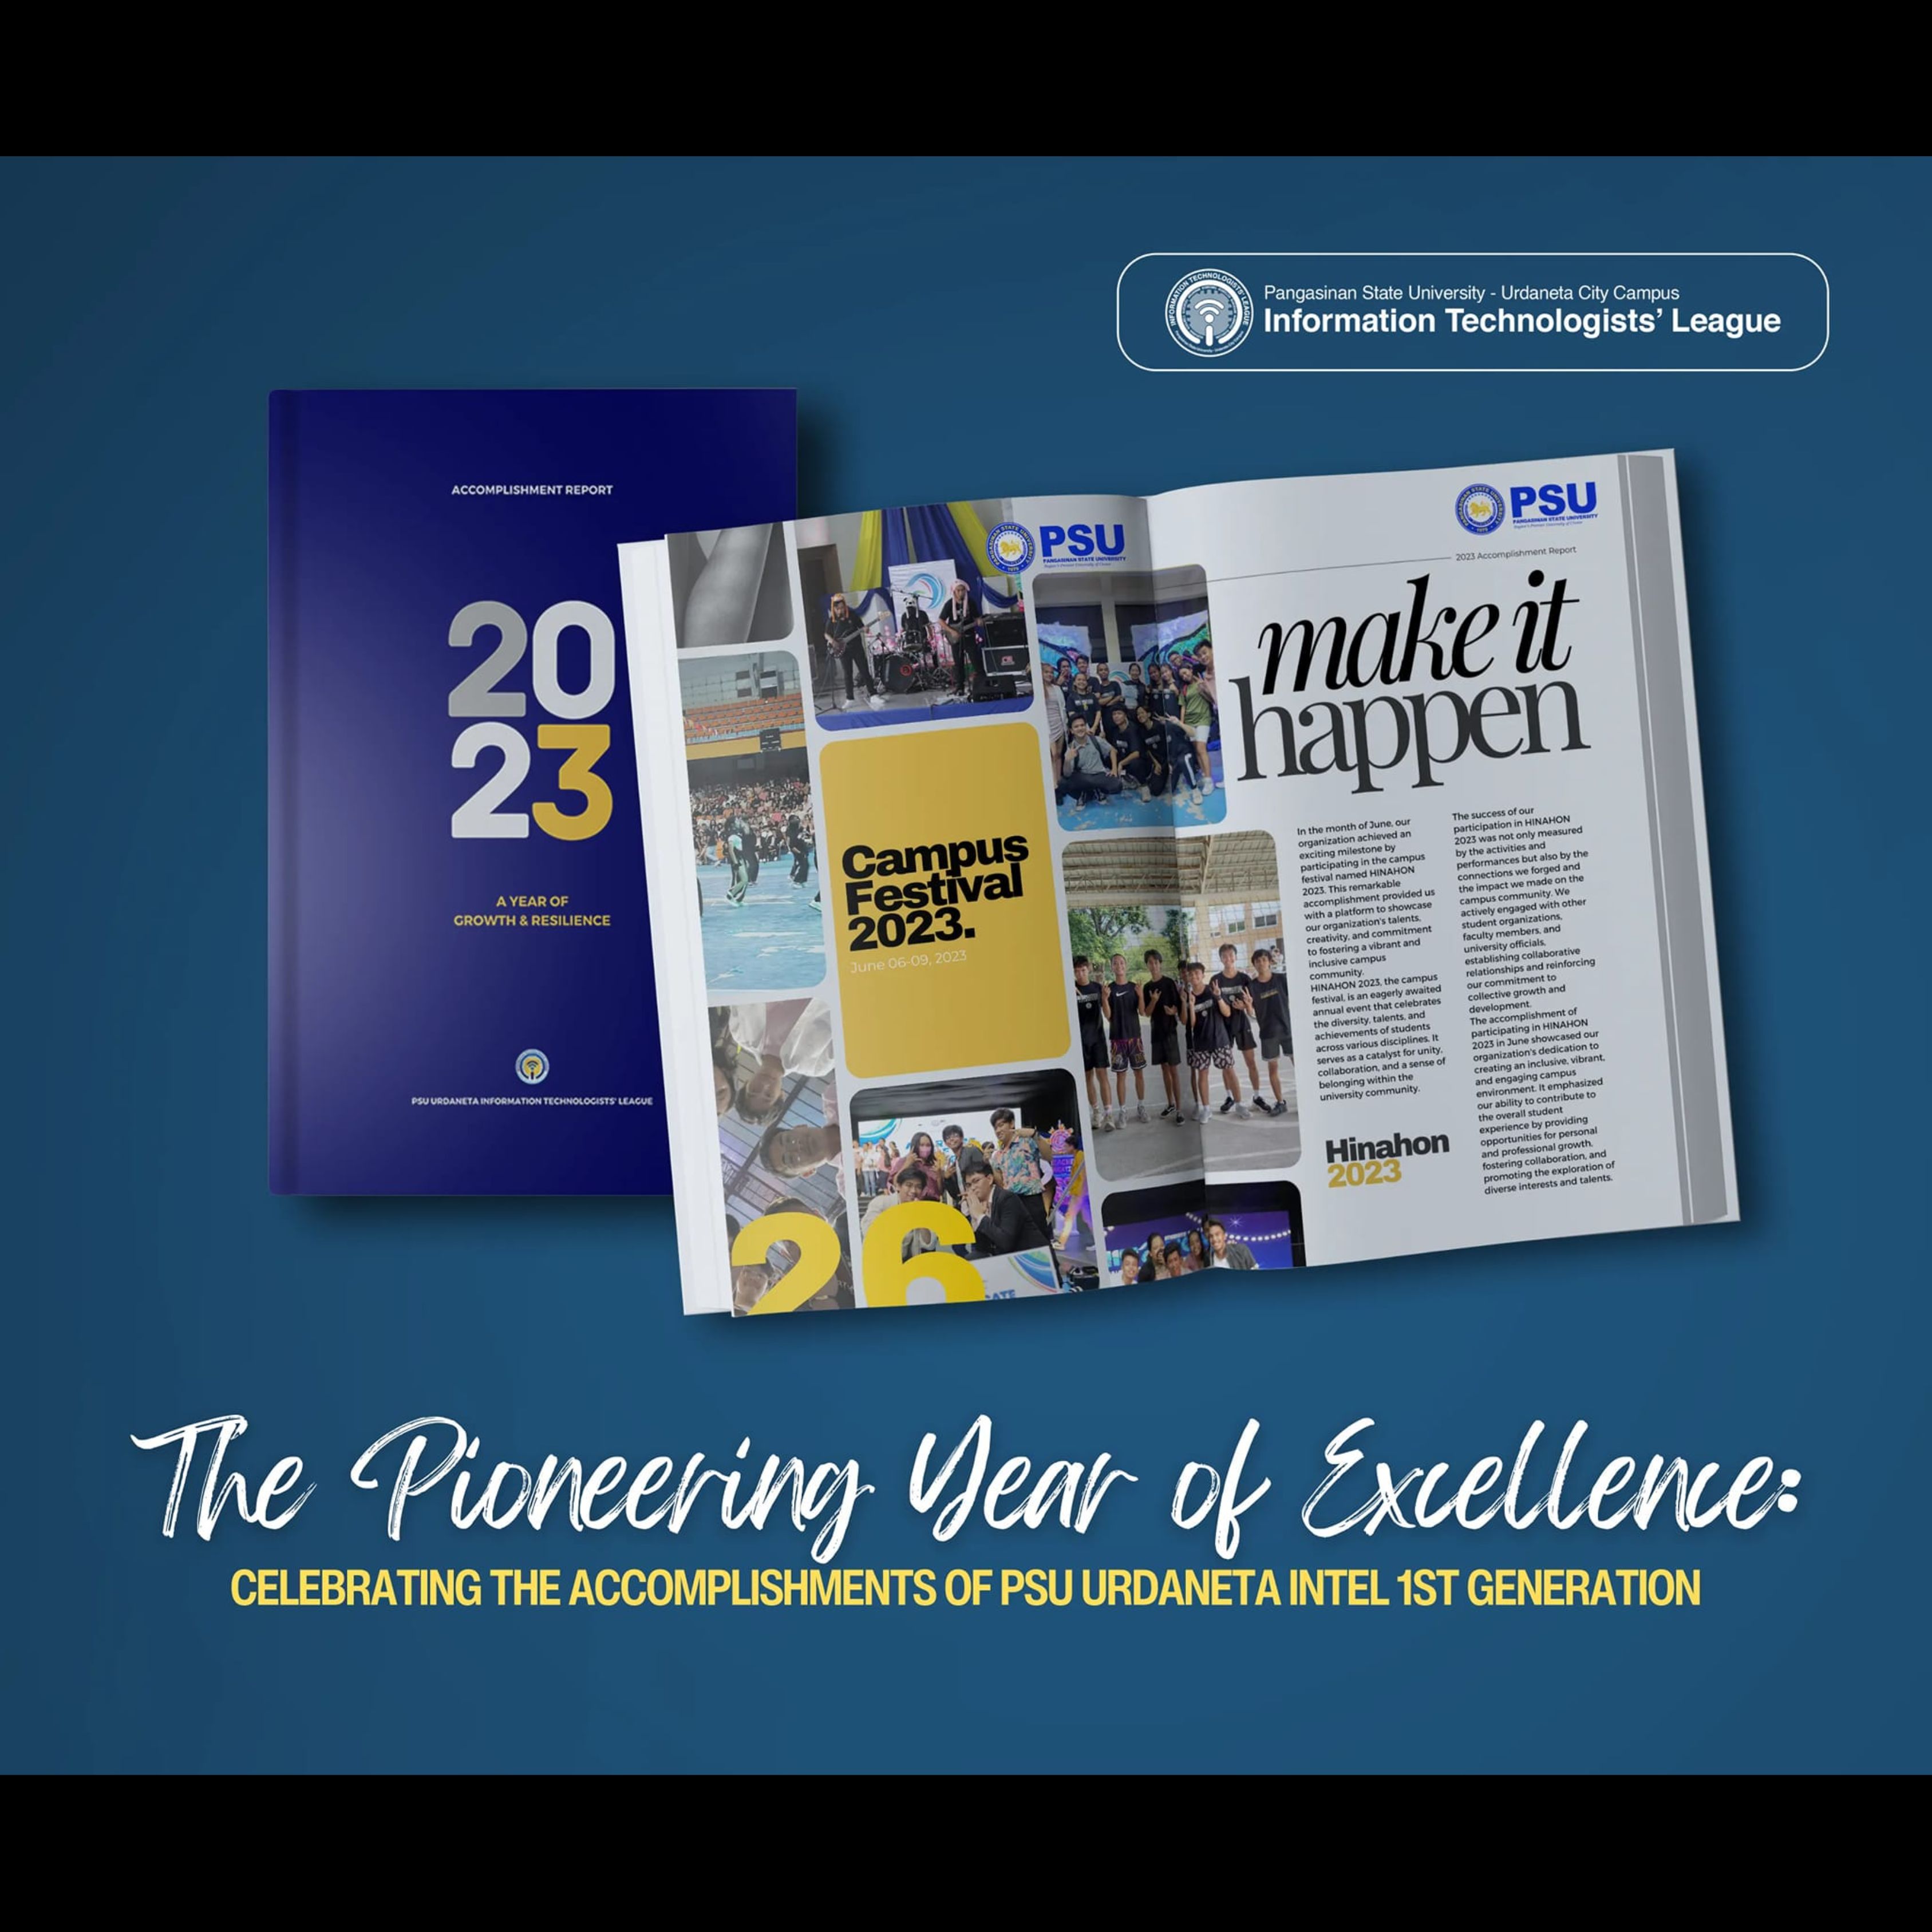 Pangasinan State University - Urdaneta City Campus
Information Technologists' League
ACCOMPLISHMENT REPORT
20
23
A YEAR OF
GROWTH & RESILIENCE
PSU URDANETA INFORMATION TECHNOLOGISTS' LEAGUE
PSU
PANGASINAN STATE UNIVERSITY
Campus
Festival
2023.
June 06-09, 2023
26
PSU
PANGASINAN STATE UNIVERSITY
2023 Accomplishment Report
make it
happen
In the month of June, our
organization achieved an
exciting milestone by
participating in the campus
festival named HINAHON
2023. This remarkable
accomplishment provided us
with a platform to showcase
our organization's talents,
creativity, and commitment
to fostering a vibrant and
inclusive campus
community.
HINAHON 2023, the campus
festival, is an eagerly awaited
annual event that celebrates
the diversity, talents, and
achievements of students
across various disciplines. It
serves as a catalyst for unity,
collaboration, and a sense of
belonging within the
university community.
Hinahon
2023
The success of our
participation in HINAHON
2023 was not only measured
by the activities and
performances but also by the
connections we forged and
the impact we made on the
campus community. We
actively engaged with other
student organizations,
faculty members, and
university officials,
establishing collaborative
relationships and reinforcing
our commitment to
collective growth and
development.
The accomplishment of
participating in HINAHON
2023 in June showcased our
organization's dedication to
creating an inclusive, vibrant,
and engaging campus
environment. It emphasized
our ability to contribute to
the overall student
experience by providing
opportunities for personal
and professional growth,
fostering collaboration, and
promoting the exploration of
diverse interests and talents.
The Pioneering Year of Excellence:
CELEBRATING THE ACCOMPLISHMENTS OF PSU URDANETA INTEL 1ST GENERATION